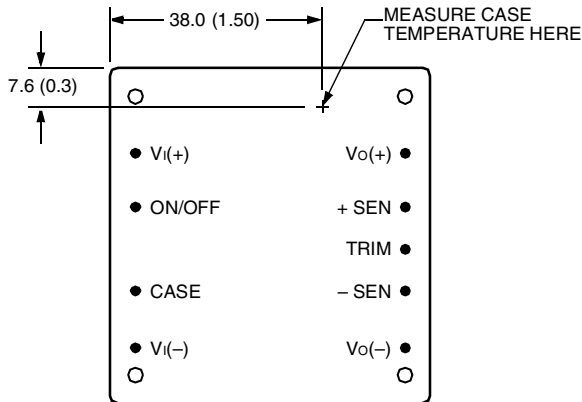 38.0 (1.50)
MEASURE CASE
TEMPERATURE HERE
7.6 (0.3)
VI(+)
VO(+)
ON/OFF
+ SEN
TRIM
CASE
– SEN
VI(–)
VO(–)